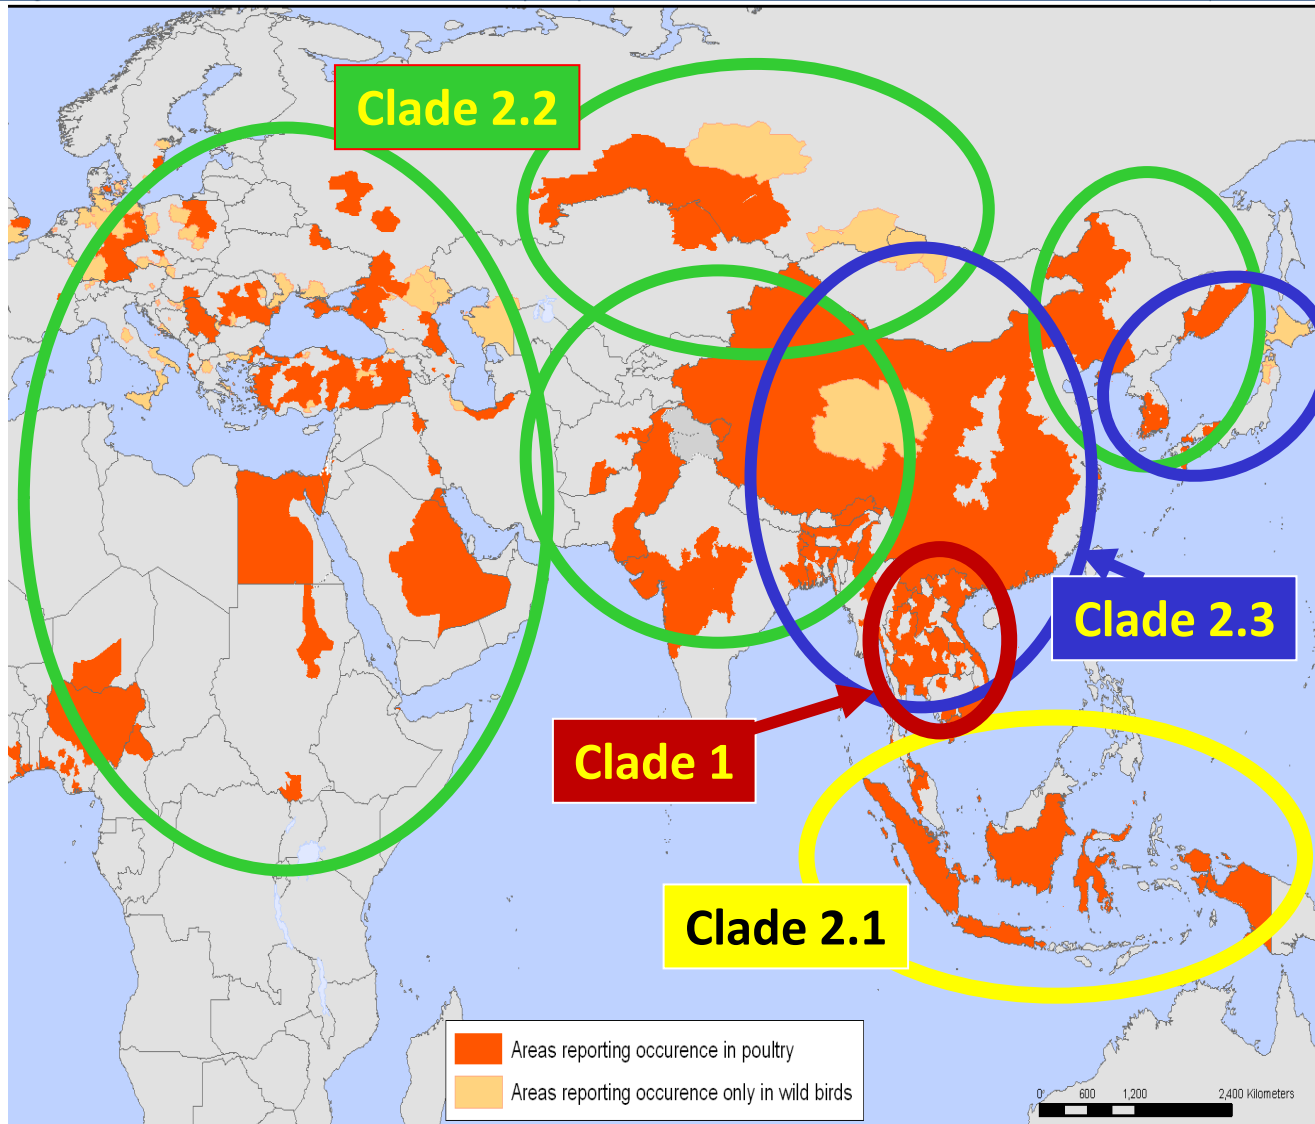 Clade 2.2
Clade 2.3
Clade 1
Clade 2.1
Areas reporting occurence in poultry
Areas reporting occurence only in wild birds
0 600 1,200 2,400 Kilometers